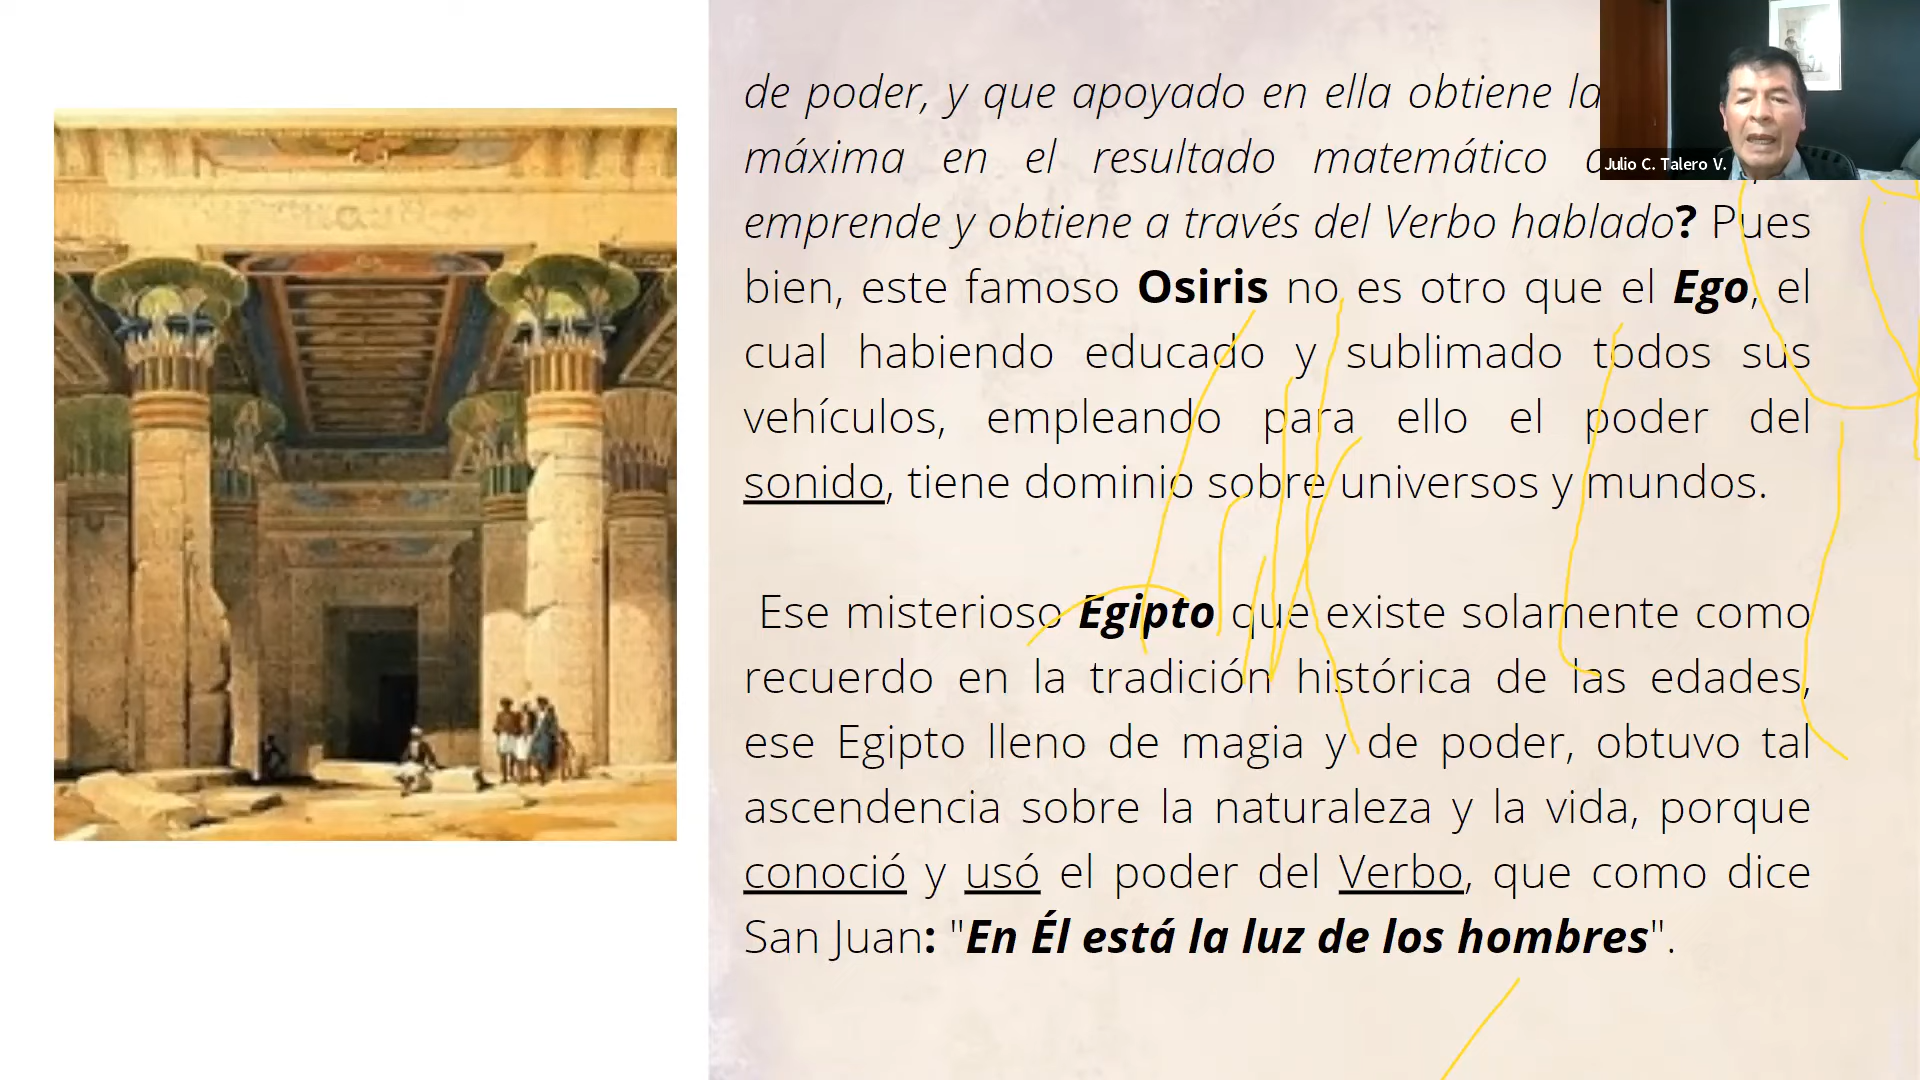 de poder, y que apoyado en ella obtiene la
máxima en el resultado matemático
emprende y obtiene a través del Verbo hablado? Pues
bien, este famoso Osiris no es otro que el Ego, el
cual habiendo educado y sublimado todos sus
vehículos, empleando para ello el poder del
sonido, tiene dominio sobre universos y mundos.
Ese misterioso Egipto que existe solamente como
recuerdo en la tradición histórica de las edades,
ese Egipto lleno de magia y de poder, obtuvo tal
ascendencia sobre la naturaleza y la vida, porque
conoció y usó el poder del Verbo, que como dice
San Juan: "En Él está la luz de los hombres".
Julio C. Talero V.